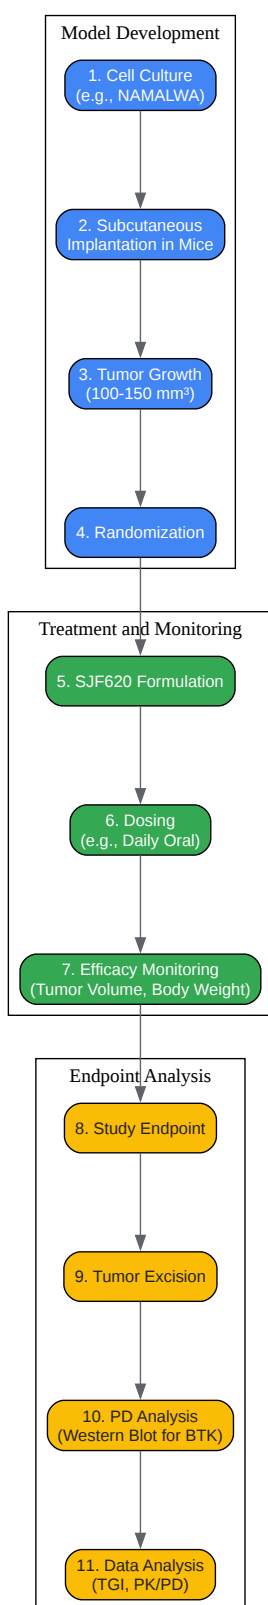 Model Development
1. Cell Culture
(e.g., NAMALWA)
2. Subcutaneous
Implantation in Mice
3. Tumor Growth
(100-150 mm³)
4. Randomization
Treatment and Monitoring
5. SJF620 Formulation
6. Dosing
(e.g., Daily Oral)
7. Efficacy Monitoring
(Tumor Volume, Body Weight)
Endpoint Analysis
8. Study Endpoint
9. Tumor Excision
10. PD Analysis
(Western Blot for BTK)
11. Data Analysis
(TGI, PK/PD)